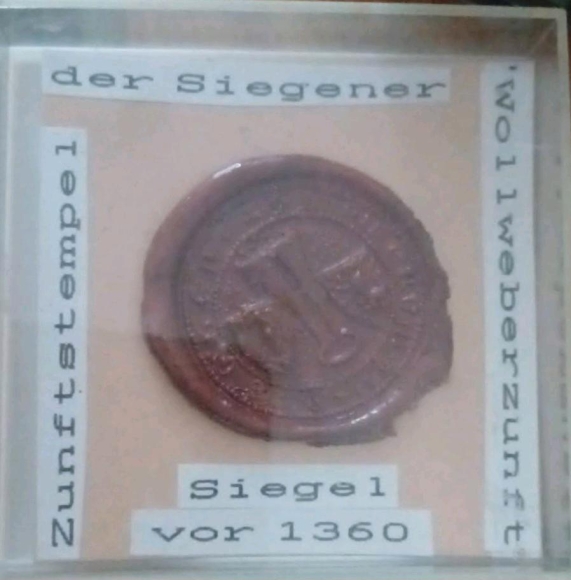 Zunftstempel
der Siegener
'Wollweberzunft
Siegel
vor 1360